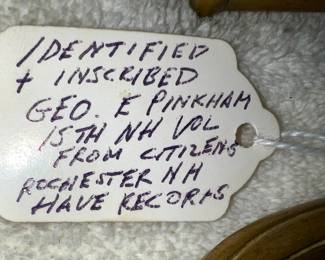 IDENTIFIED
+ INSCRIBED
GEO. E PINKHAM
15TH NH VOL
FROM CITIZENS
ROCHESTER NH
HAVE RECORDS